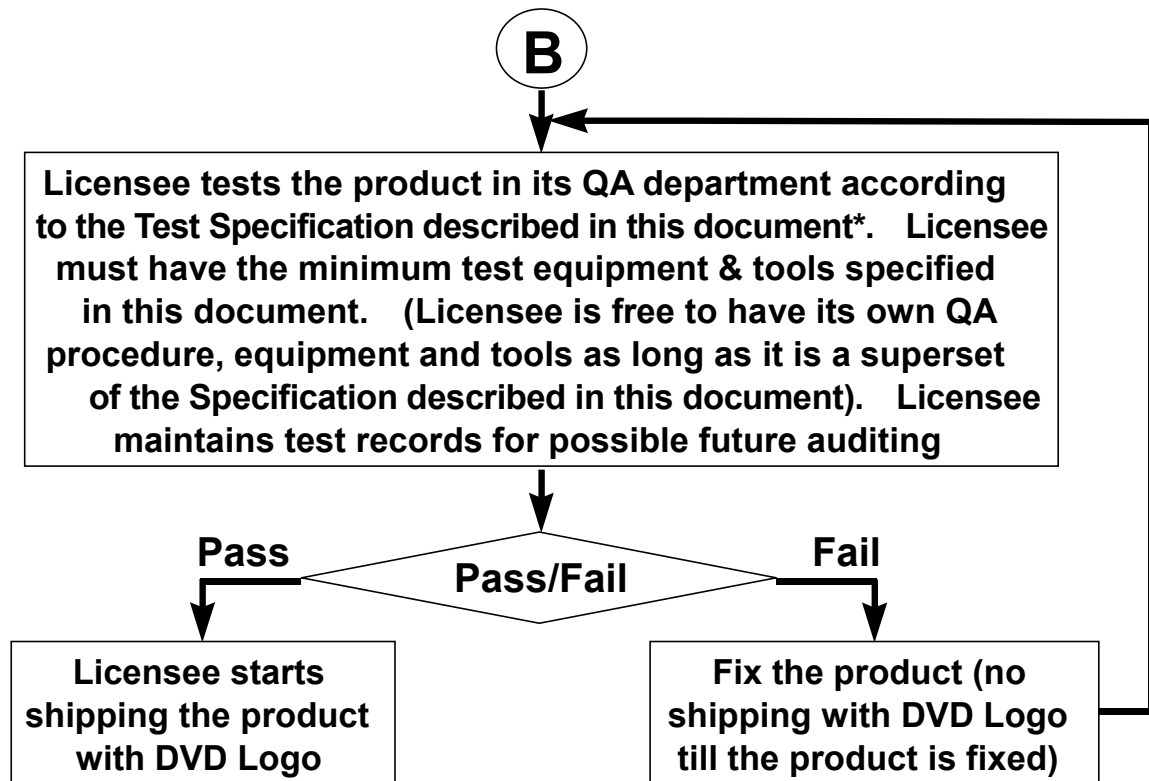 B
Licensee tests the product in its QA department according
to the Test Specification described in this document*. Licensee
must have the minimum test equipment & tools specified
in this document. (Licensee is free to have its own QA
procedure, equipment and tools as long as it is a superset
of the Specification described in this document). Licensee
maintains test records for possible future auditing
Pass
Pass/Fail
Fail
Licensee starts
shipping the product
with DVD Logo
Fix the product (no
shipping with DVD Logo
till the product is fixed)